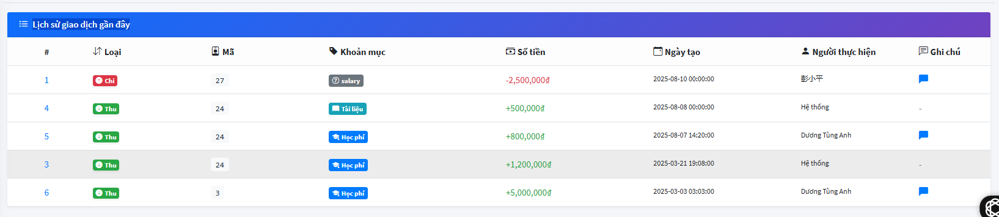 Lịch sử giao dịch gần đây
# Loại Mã Khoản mục Số tiền Ngày tạo Người thực hiện Ghi chú
1 Chi 27 salary -2,500,000₫ 2025-08-10 00:00:00 彭小平
4 Thu 24 Tài liệu +500,000₫ 2025-08-08 00:00:00 Hệ thống -
5 Thu 24 Học phí +800,000₫ 2025-08-07 14:20:00 Dương Tùng Anh
3 Thu 24 Học phí +1,200,000₫ 2025-03-21 19:08:00 Hệ thống -
6 Thu 3 Học phí +5,000,000₫ 2025-03-03 03:03:00 Dương Tùng Anh